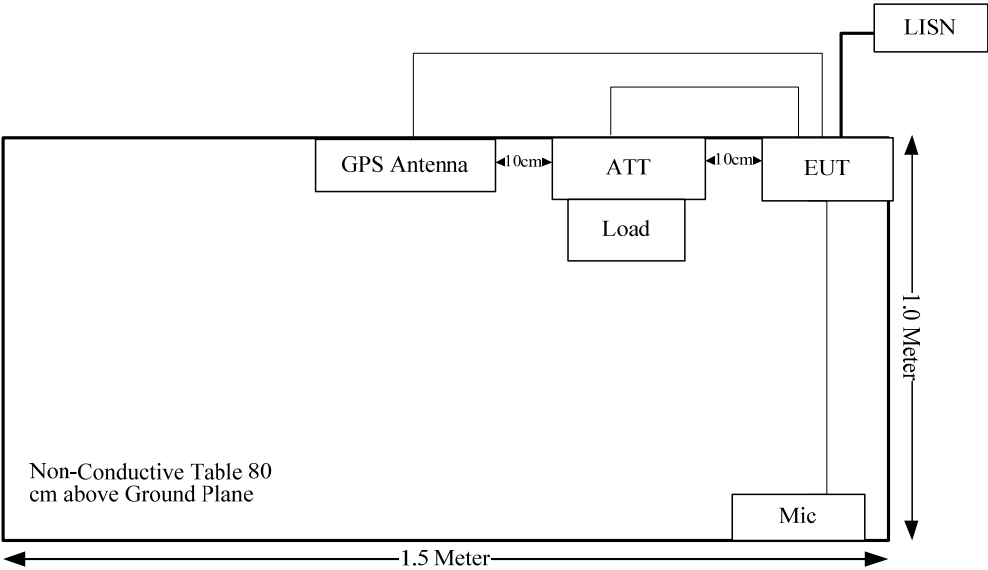 LISN
GPS Antenna
10cm
ATT
10cm
EUT
Load
1.0 Meter
Non-Conductive Table 80
cm above Ground Plane
Mic
1.5 Meter